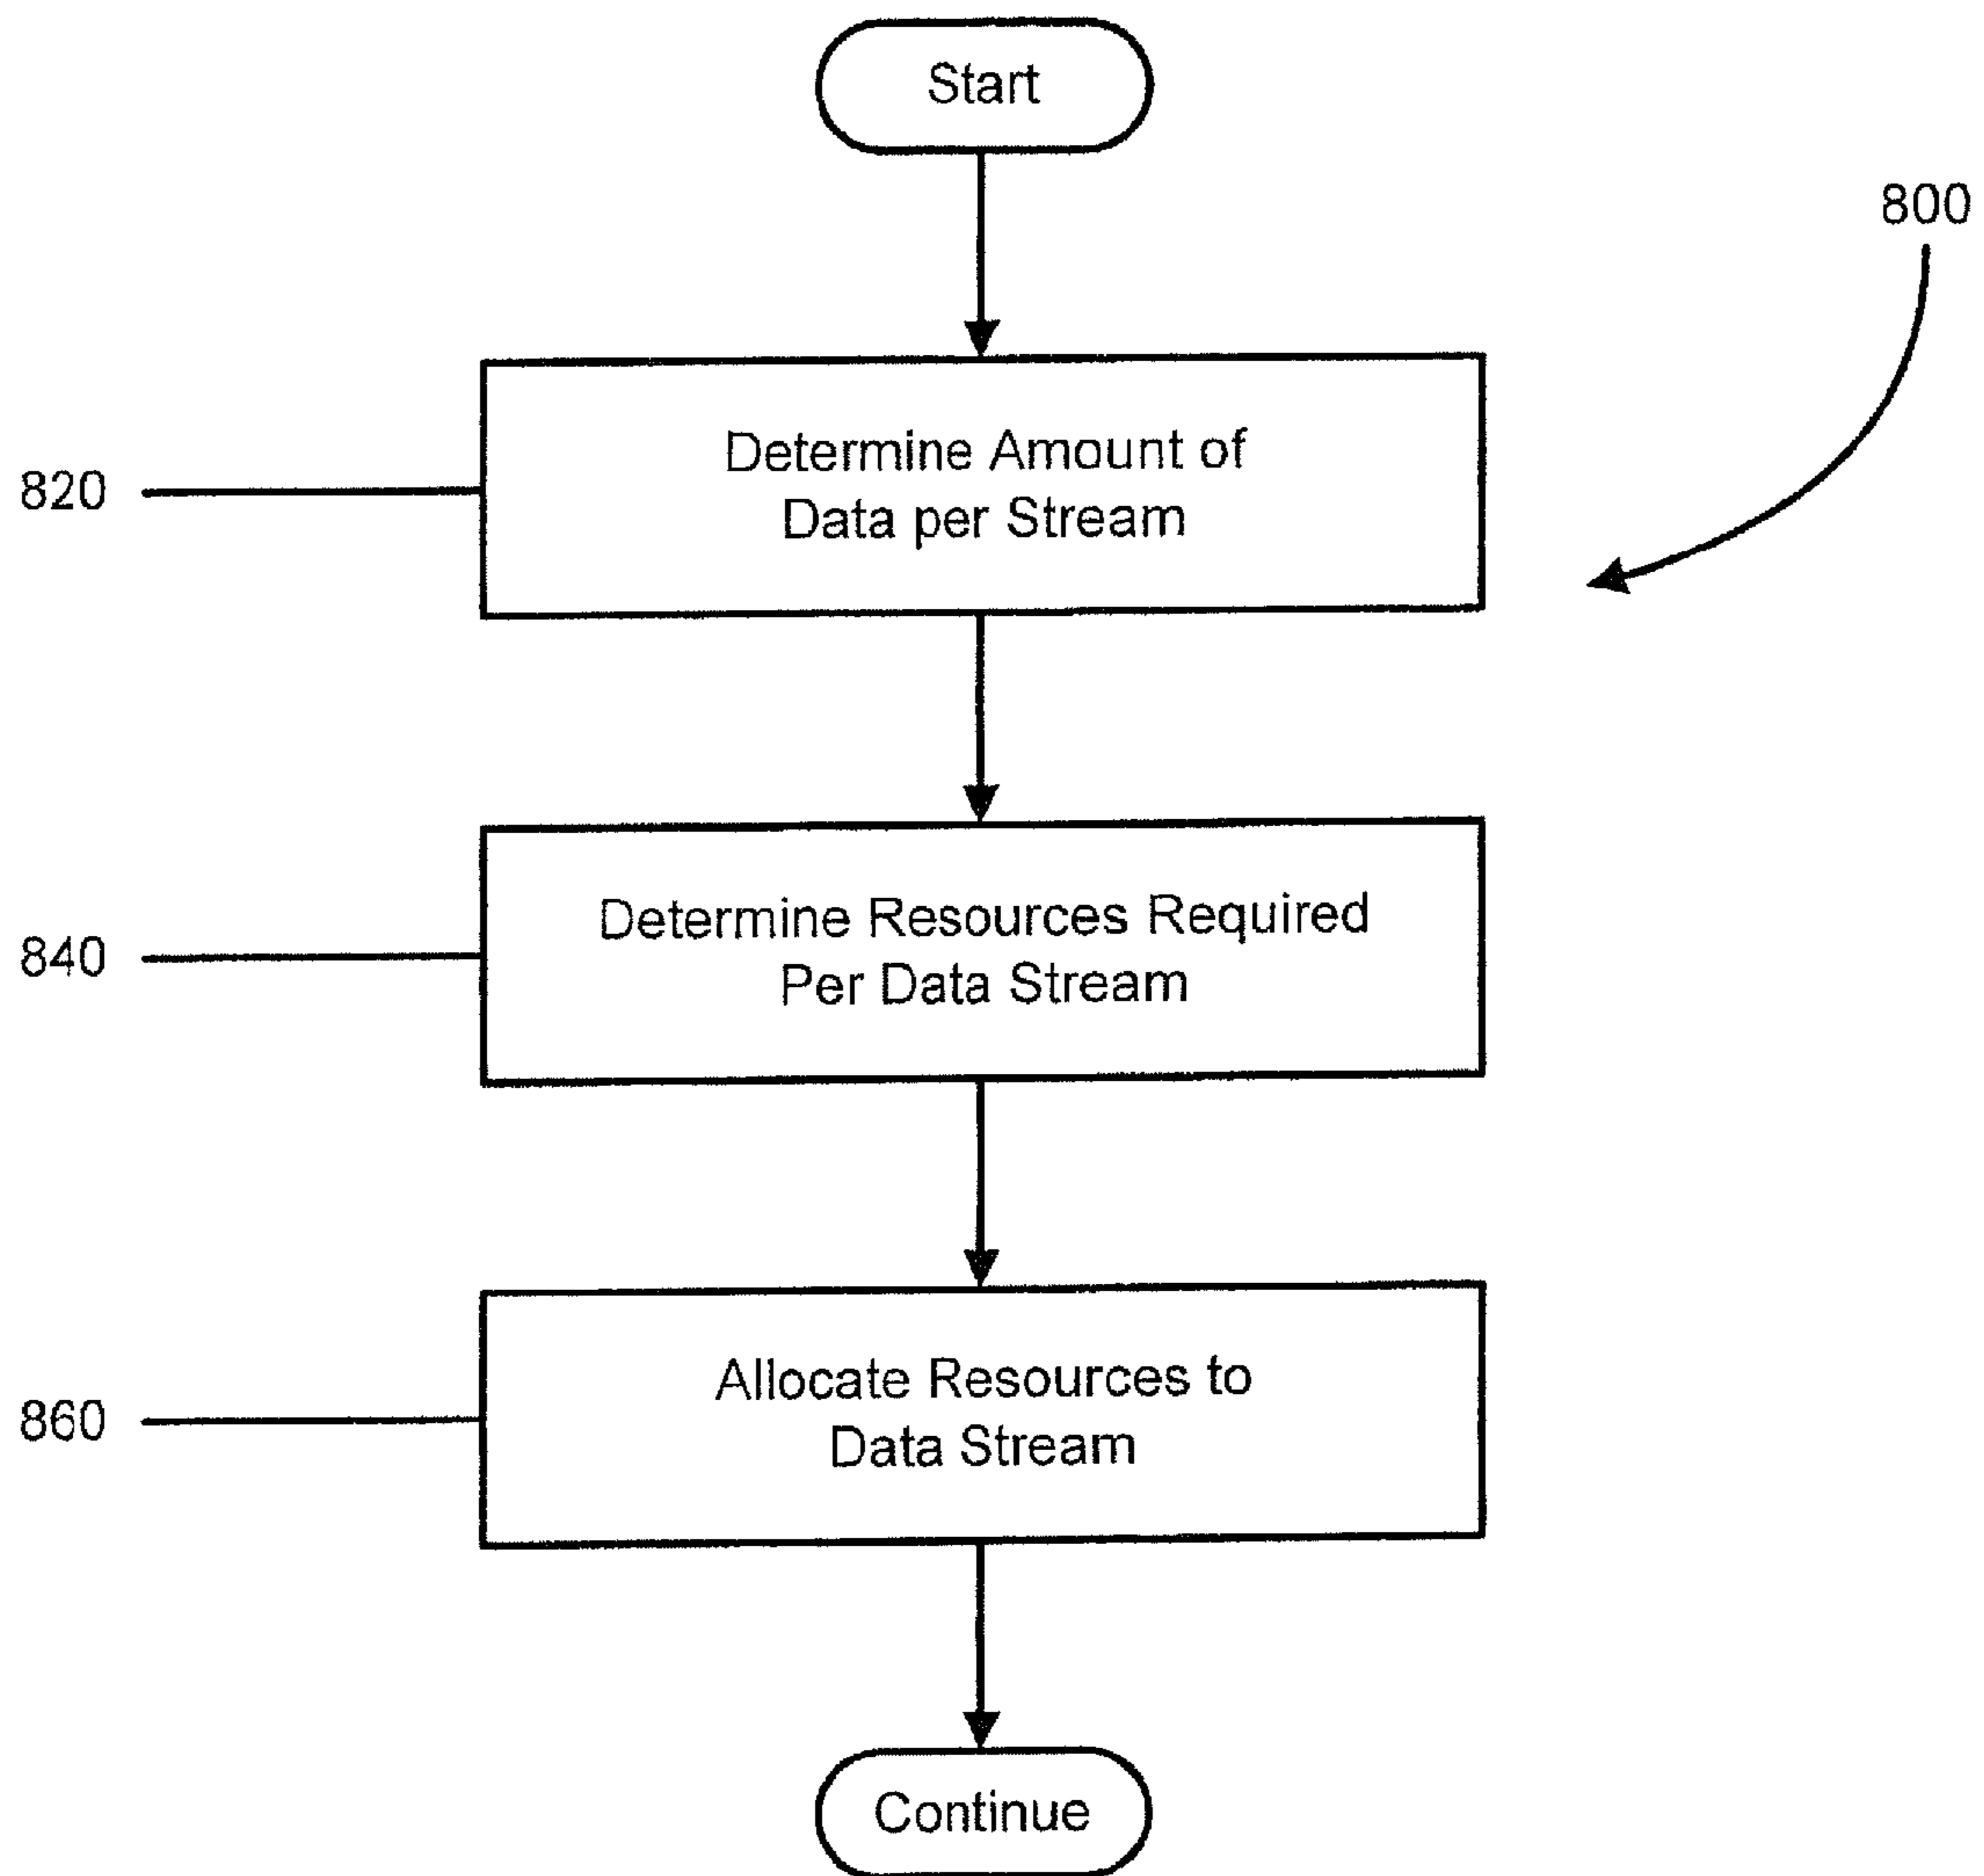 Start
800
820
Determine Amount of
Data per Stream
840
Determine Resources Required
Per Data Stream
860
Allocate Resources to
Data Stream
Continue